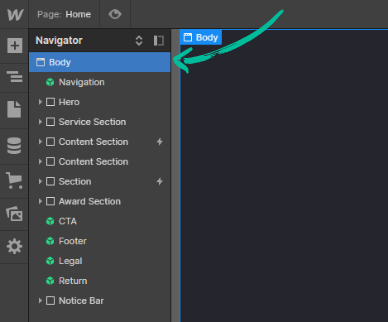 W Page: Home
Navigator
Body
Body
Navigation
Hero
Service Section
Content Section
Content Section
Section
Award Section
CTA
Footer
Legal
Return
Notice Bar